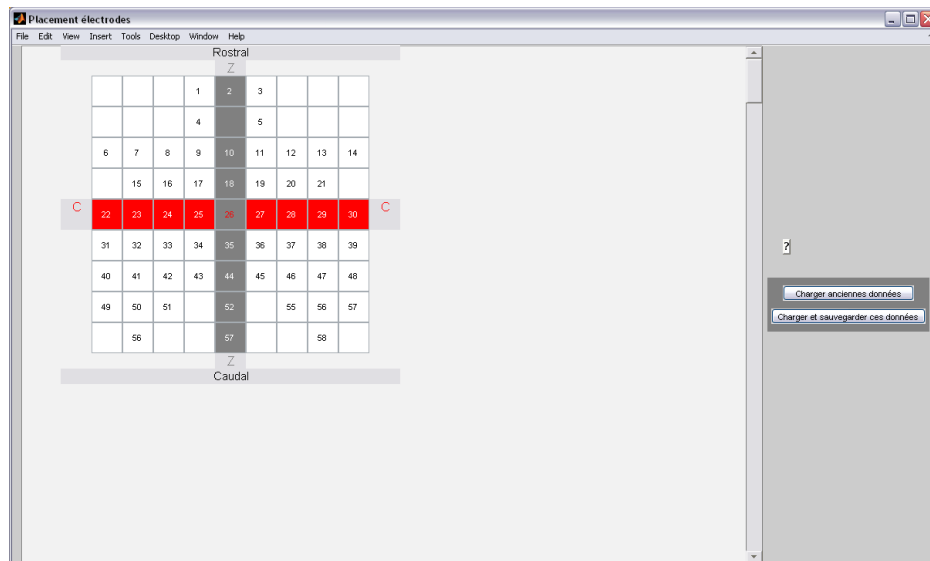 Placement électrodes
File Edit View Insert Tools Desktop Window Help
Rostral
Z
1 2 3
4 5
6 7 8 9 10 11 12 13 14
15 16 17 18 19 20 21
C 22 23 24 25 26 27 28 29 30 C
31 32 33 34 35 36 37 38 39
?
40 41 42 43 44 45 46 47 48
Charger anciennes données
49 50 51 52 55 56 57
Charger et sauvegarder ces données
56 57 58
Z
Caudal